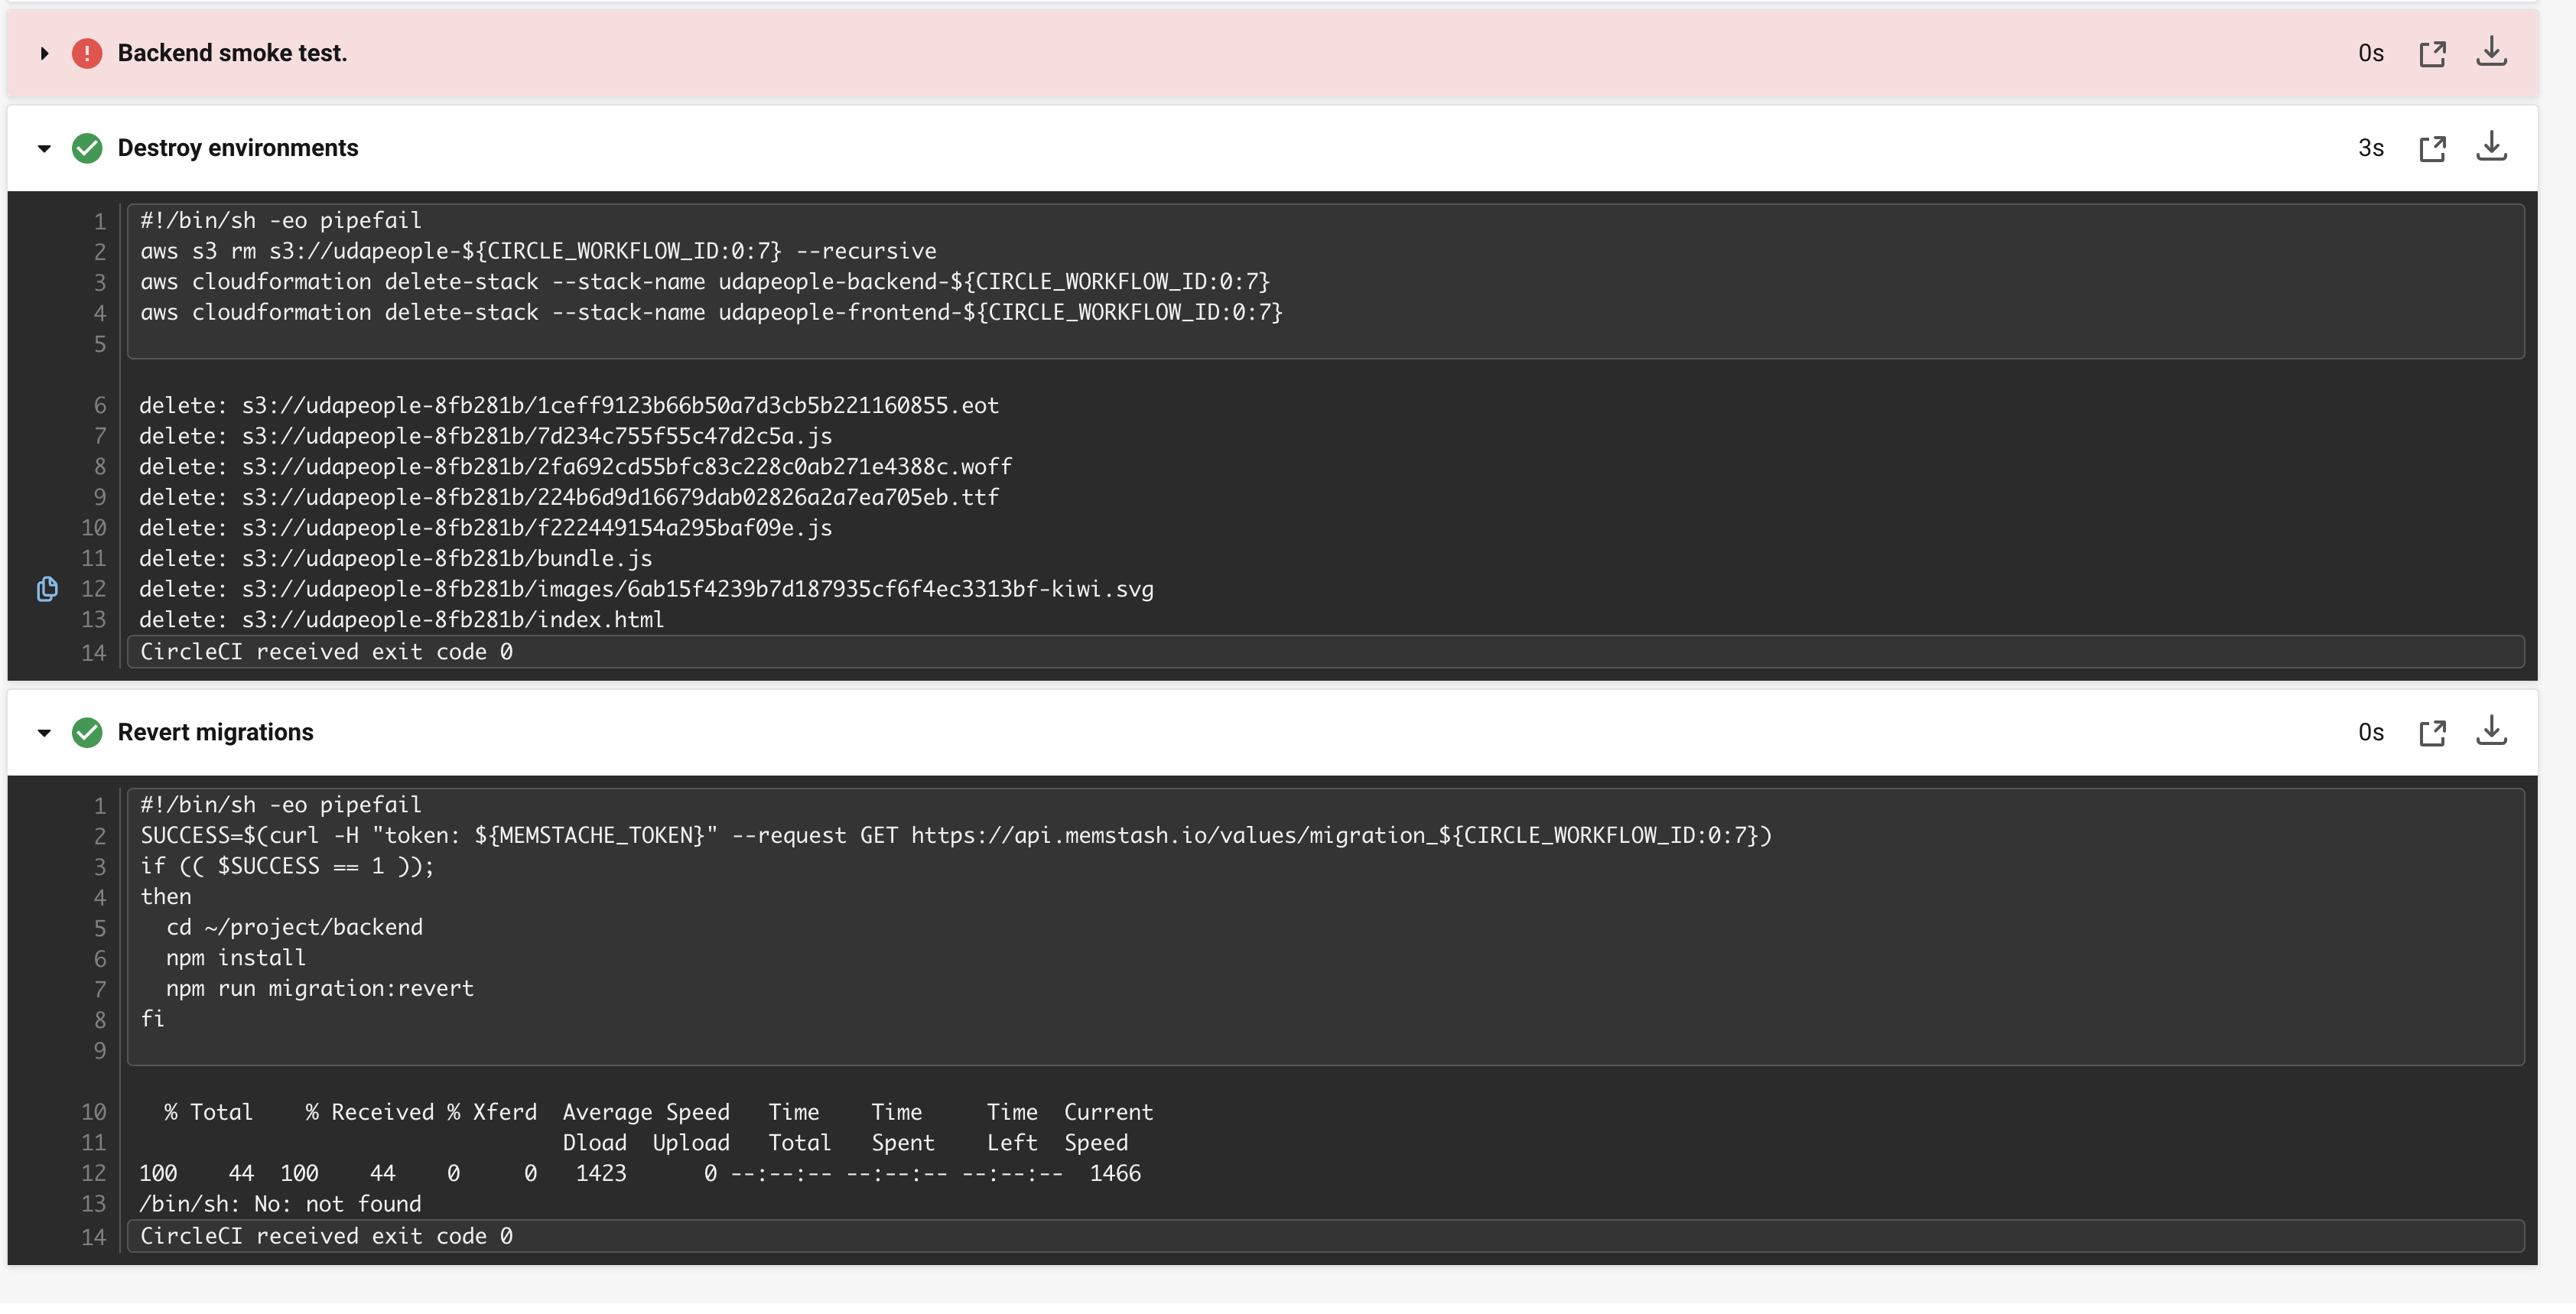 Backend smoke test.
0s
Destroy environments
3s
1 #!/bin/sh -eo pipefail
2 aws s3 rm s3://udapeople-${CIRCLE_WORKFLOW_ID:0:7} --recursive
3 aws cloudformation delete-stack --stack-name udapeople-backend-${CIRCLE_WORKFLOW_ID:0:7}
4 aws cloudformation delete-stack --stack-name udapeople-frontend-${CIRCLE_WORKFLOW_ID:0:7}
5
6 delete: s3://udapeople-8fb281b/1ceff9123b66b50a7d3cb5b221160855.eot
7 delete: s3://udapeople-8fb281b/7d234c755f55c47d2c5a.js
8 delete: s3://udapeople-8fb281b/2fa692cd55bfc83c228c0ab271e4388c.woff
9 delete: s3://udapeople-8fb281b/224b6d9d16679dab02826a2a7ea705eb.ttf
10 delete: s3://udapeople-8fb281b/f222449154a295baf09e.js
11 delete: s3://udapeople-8fb281b/bundle.js
12 delete: s3://udapeople-8fb281b/images/6ab15f4239b7d187935cf6f4ec3313bf-kiwi.svg
13 delete: s3://udapeople-8fb281b/index.html
14 CircleCI received exit code 0
Revert migrations
0s
1 #!/bin/sh -eo pipefail
2 SUCCESS=$(curl -H "token: ${MEMSTACHE_TOKEN}" --request GET https://api.memstash.io/values/migration_${CIRCLE_WORKFLOW_ID:0:7})
3 if (( $SUCCESS == 1 ));
4 then
5 cd ~/project/backend
6 npm install
7 npm run migration:revert
8 fi
9
10 % Total % Received % Xferd Average Speed Time Time Time Current
11 Dload Upload Total Spent Left Speed
12 100 44 100 44 0 0 1423 0 --:--:-- --:--:-- --:--:-- 1466
13 /bin/sh: No: not found
14 CircleCI received exit code 0